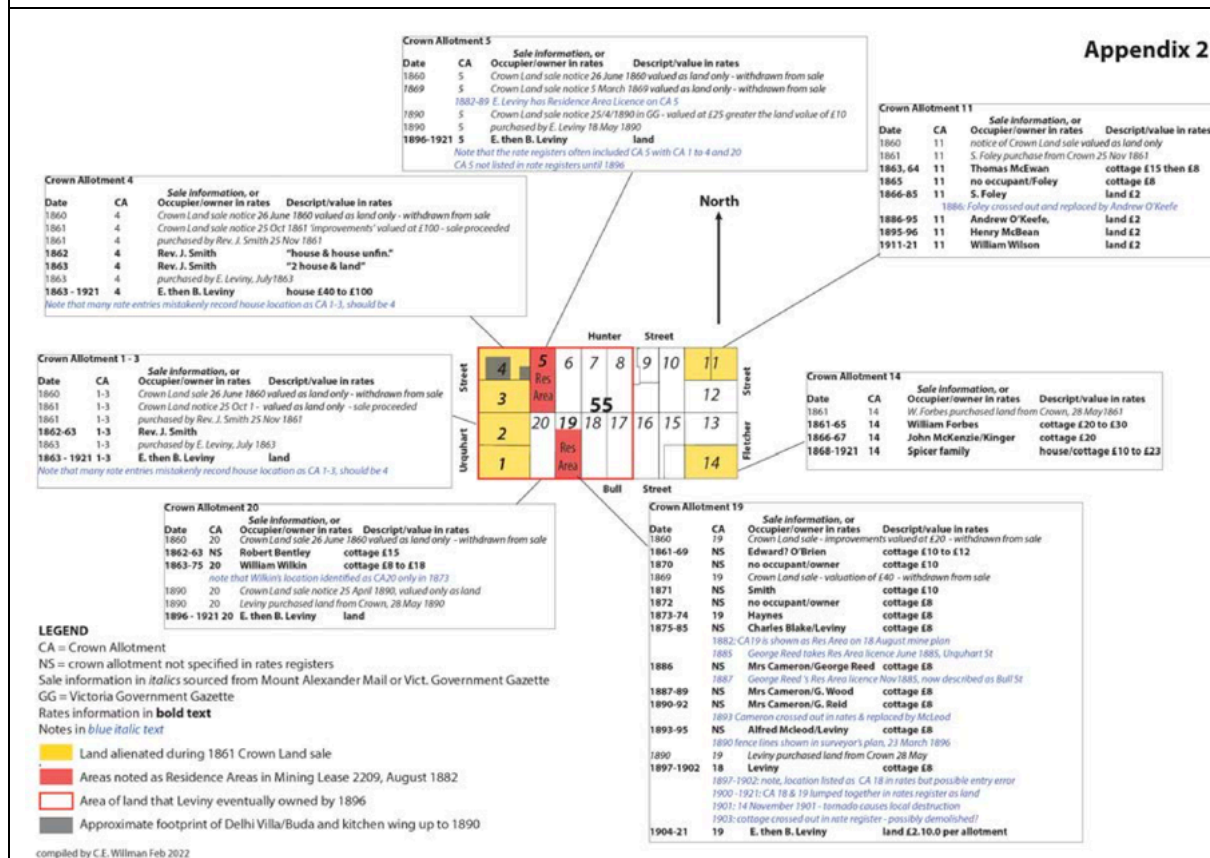 Appendix 2
Crown Allotment 5
Sale information, or
Date CA Occupier/owner in rates Descript/value in rates
1860 5 Crown Land sale notice 26 June 1860 valued as land only - withdrawn from sale
1869 5 Crown Land sale notice 5 March 1869 valued as land only - withdrawn from sale
1882-89 E. Leviny has Residence Area Licence on CA 5
1890 5 Crown Land sale notice 25/4/1890 in GG - valued at £25 greater the land value of £10
1890 5 purchased by E. Leviny 18 May 1890
1896-1921 5 E. then B. Leviny land
Note that the rate registers often included CA 5 with CA 1 to 4 and 20
CA 5 not listed in rate registers until 1896
Crown Allotment 11
Sale information, or
Date CA Occupier/owner in rates Descript/value in rates
1860 11 notice of Crown Land sale valued as land only
1861 11 S. Foley purchase from Crown 25 Nov 1861
1863, 64 11 Thomas McEwan cottage £15 then £8
1865 11 no occupant/Foley cottage £8
1866-85 11 S. Foley land £2
1886: Foley crossed out and replaced by Andrew O'Keefe
1886-95 11 Andrew O'Keefe, land £2
1895-96 11 Henry McBean land £2
1911-21 11 William Wilson land £2
Crown Allotment 4
Sale information, or
Date CA Occupier/owner in rates Descript/value in rates
1860 4 Crown Land sale notice 26 June 1860 valued as land only - withdrawn from sale
1861 4 Crown Land sale notice 25 Oct 1861 'improvements' valued at £100 - sale proceeded
1861 4 purchased by Rev. J. Smith 25 Nov 1861
1862 4 Rev. J. Smith "house & house unfin."
1863 4 Rev. J. Smith "2 house & land"
1863 4 purchased by E. Leviny, July1863
1863 - 1921 4 E. then B. Leviny house £40 to £100
Note that many rate entries mistakenly record house location as CA 1-3, should be 4
North
Hunter Street
4 5 6 7 8 9 10 11
Res Area
3 12
55
2 20 19 18 17 16 15 13
1 Res Area 14
Urquhart Street
Fletcher Street
Bull Street
Crown Allotment 1 - 3
Sale information, or
Date CA Occupier/owner in rates Descript/value in rates
1860 1-3 Crown Land sale 26 June 1860 valued as land only - withdrawn from sale
1861 1-3 Crown Land notice 25 Oct 1 - valued as land only - sale proceeded
1861 1-3 purchased by Rev. J. Smith 25 Nov 1861
1862-63 1-3 Rev. J. Smith
1863 1-3 purchased by E. Leviny, July 1863
1863 - 1921 1-3 E. then B. Leviny land
Note that many rate entries mistakenly record house location as CA 1-3, should be 4
Crown Allotment 14
Sale information, or
Date CA Occupier/owner in rates Descript/value in rates
1861 14 W. Forbes purchased land from Crown, 28 May1861
1861-65 14 William Forbes cottage £20 to £30
1866-67 14 John McKenzie/Kinger cottage £20
1868-1921 14 Spicer family house/cottage £10 to £23
Crown Allotment 20
Sale information, or
Date CA Occupier/owner in rates Descript/value in rates
1860 20 Crown Land sale 26 June 1860 valued as land only - withdrawn from sale
1862-63 NS Robert Bentley cottage £15
1863-75 20 William Wilkin cottage £8 to £18
note that Wilkin's location identified as CA20 only in 1873
1890 20 Crown Land sale notice 25 April 1890, valued only as land
1890 20 Leviny purchased land from Crown, 28 May 1890
1896 - 1921 20 E. then B. Leviny land
Crown Allotment 19
Sale information, or
Date CA Occupier/owner in rates Descript/value in rates
1860 19 Crown Land sale - improvements valued at £20 - withdrawn from sale
1861-69 NS Edward? O'Brien cottage £10 to £12
1870 NS no occupant/owner cottage £10
1869 19 Crown Land sale - valuation of £40 - withdrawn from sale
1871 NS Smith cottage £10
1872 NS no occupant/owner cottage £8
1873-74 19 Haynes cottage £8
1875-85 NS Charles Blake/Leviny cottage £8
1882: CA19 is shown as Res Area on 18 August mine plan
1885 George Reed takes Res Area licence June 1885, Urquhart St
1886 NS Mrs Cameron/George Reed cottage £8
1887 George Reed 's Res Area licence Nov1885, now described as Bull St
1887-89 NS Mrs Cameron/G. Wood cottage £8
1890-92 NS Mrs Cameron/G. Reid cottage £8
1893 Cameron crossed out in rates & replaced by McLeod
1893-95 NS Alfred Mcleod/Leviny cottage £8
1890 fence lines shown in surveyor's plan, 23 March 1896
1890 19 Leviny purchased land from Crown 28 May
1897-1902 18 Leviny cottage £8
1897-1902: note, location listed as CA 18 in rates but possible entry error
1900 -1921: CA 18 & 19 lumped together in rates register as land
1901: 14 November 1901 - tornado causes local destruction
1903: cottage crossed out in rate register - possibly demolished?
1904-21 19 E. then B. Leviny land £2.10.0 per allotment
LEGEND
CA = Crown Allotment
NS = crown allotment not specified in rates registers
Sale information in italics sourced from Mount Alexander Mail or Vict. Government Gazette
GG = Victoria Government Gazette
Rates information in bold text
Notes in blue italic text
Land alienated during 1861 Crown Land sale
Areas noted as Residence Areas in Mining Lease 2209, August 1882
Area of land that Leviny eventually owned by 1896
Approximate footprint of Delhi Villa/Buda and kitchen wing up to 1890
compiled by C.E. Willman Feb 2022